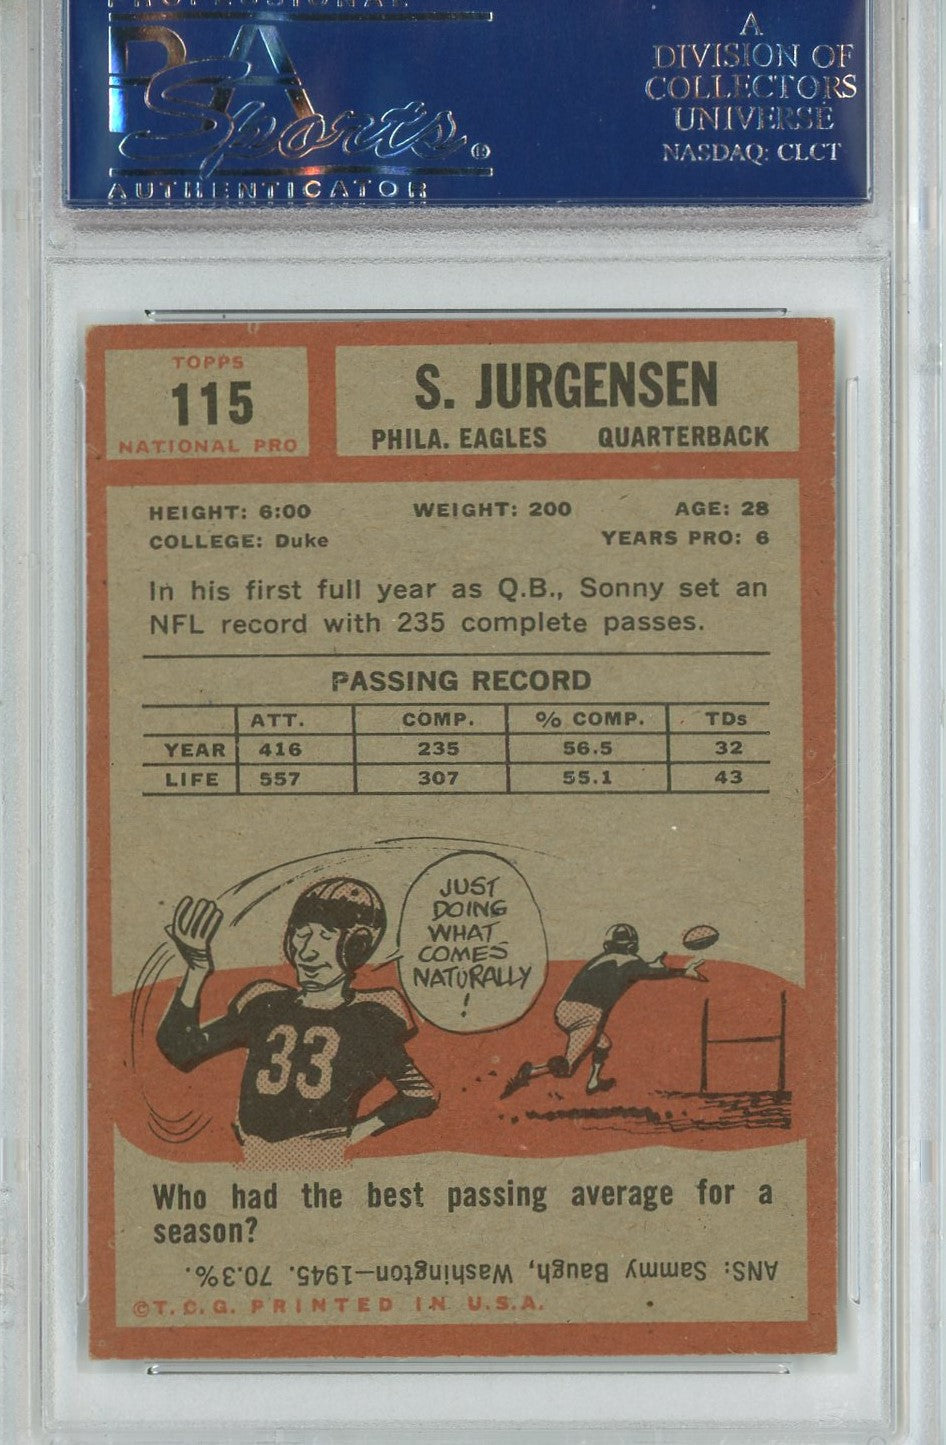 PROFESSIONAL
PSA
Sports®
AUTHENTICATOR
A
DIVISION OF
COLLECTORS
UNIVERSE
NASDAQ: CLCT
TOPPS
115
NATIONAL PRO
S. JURGENSEN
PHILA. EAGLES QUARTERBACK
HEIGHT: 6:00 WEIGHT: 200 AGE: 28
COLLEGE: Duke YEARS PRO: 6
In his first full year as Q.B., Sonny set an
NFL record with 235 complete passes.
PASSING RECORD
ATT. COMP. % COMP. TDs
YEAR 416 235 56.5 32
LIFE 557 307 55.1 43
JUST
DOING
WHAT
COMES
NATURALLY
!
33
Who had the best passing average for a
season?
ANS: Sammy Baugh, Washington—1945. 70.3%.
©T.C.G. PRINTED IN U.S.A.